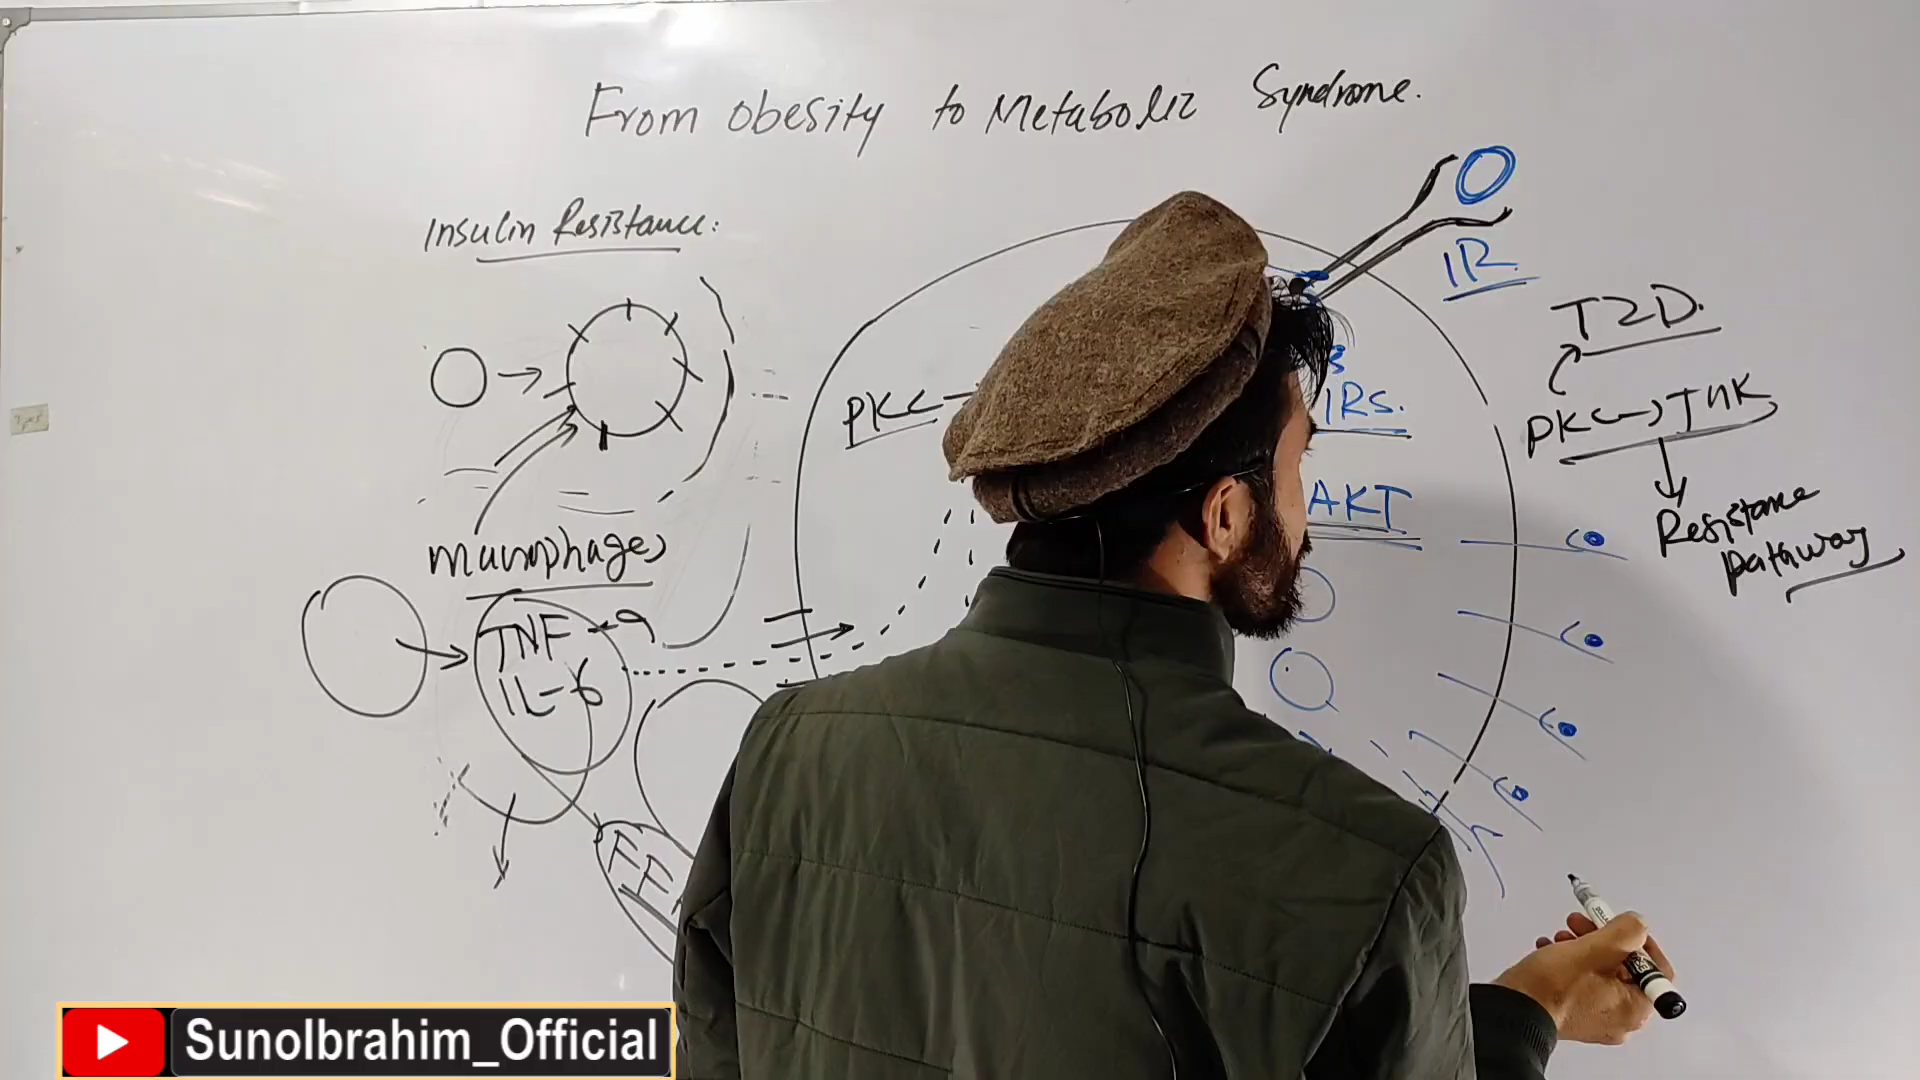 From Obesity to Metabolic Syndrome.
Insulin Resistance:
IR
T2D.
PKC
IRS.
PKC → JNK
AKT
Resistance
Pathway
Macrophages
TNF-α
IL-6
FF
SunoIbrahim_Official